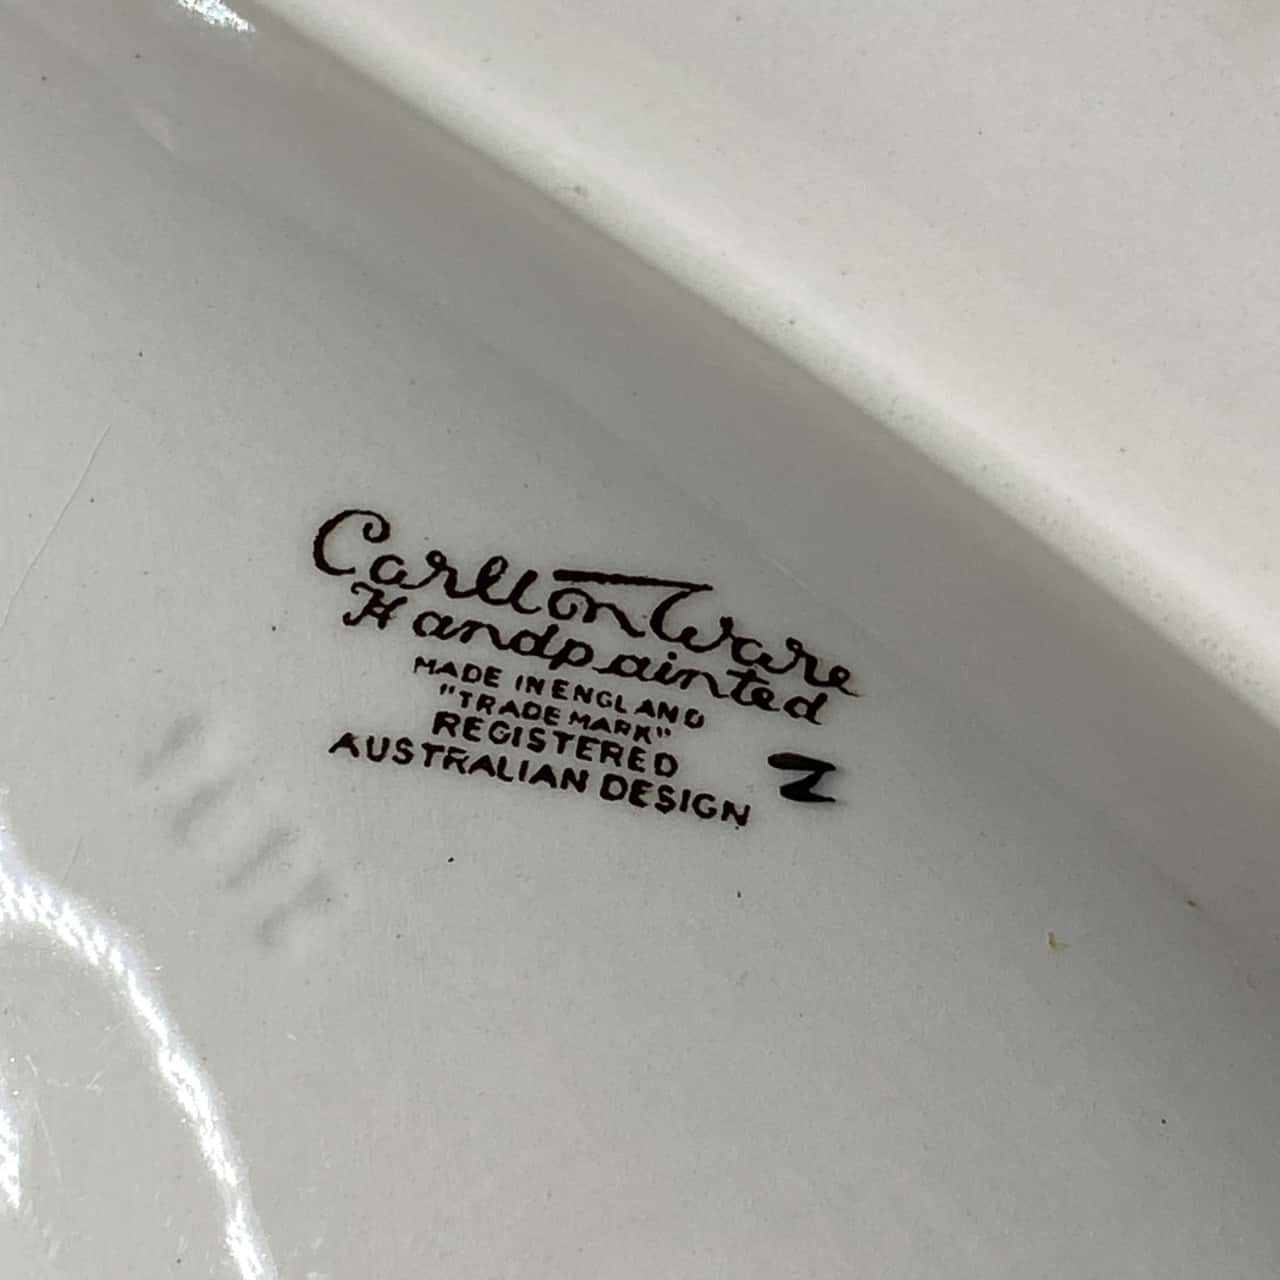 Carlton Ware
Handpainted
MADE IN ENGLAND
"TRADE MARK"
REGISTERED
AUSTRALIAN DESIGN
Z